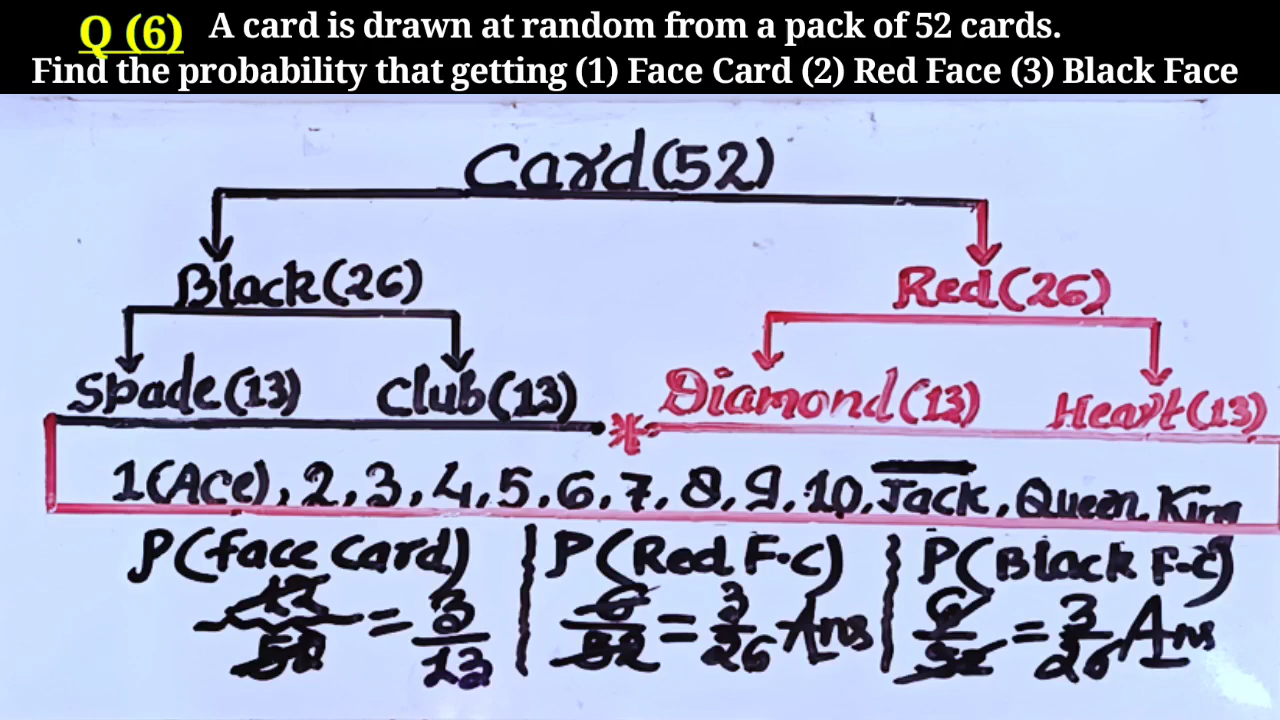 Q (6) A card is drawn at random from a pack of 52 cards.
Find the probability that getting (1) Face Card (2) Red Face (3) Black Face
Card(52)
Black(26) Red(26)
Spade(13) Club(13) * Diamond(13) Heart(13)
1(Ace), 2, 3, 4, 5, 6, 7, 8, 9, 10, Jack, Queen, King
P(face card) P(Red F.C) P(Black F.C)
12/52 = 3/13 6/52 = 3/26 Ans 6/52 = 3/26 Ans